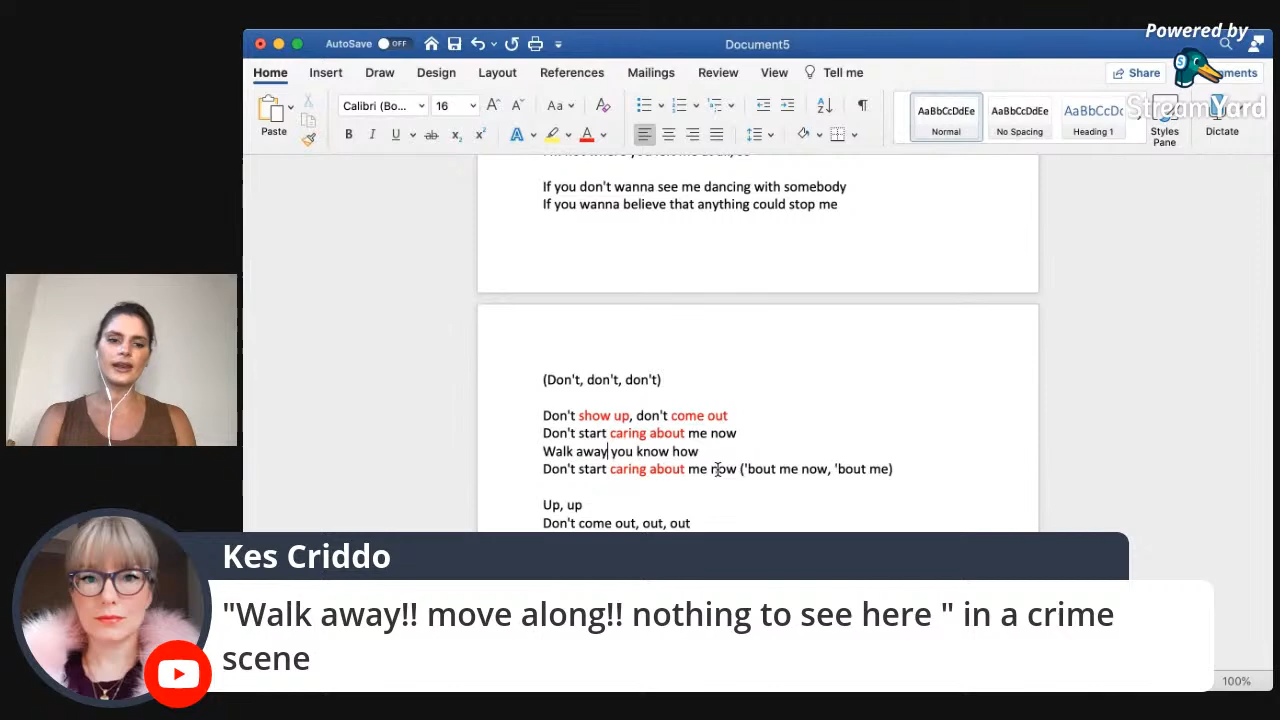 Powered by
StreamYard
AutoSave OFF
Document5
Home Insert Draw Design Layout References Mailings Review View Tell me
Share
mments
Paste
Calibri (Bo... 16
AaBbCcDdEe AaBbCcDdEe AaBbCcDc
Normal No Spacing Heading 1
Styles Pane
Dictate
If you don't wanna see me dancing with somebody
If you wanna believe that anything could stop me
(Don't, don't, don't)
Don't show up, don't come out
Don't start caring about me now
Walk away you know how
Don't start caring about me now ('bout me now, 'bout me)
Up, up
Don't come out, out, out
Kes Criddo
"Walk away!! move along!! nothing to see here " in a crime
scene
100%